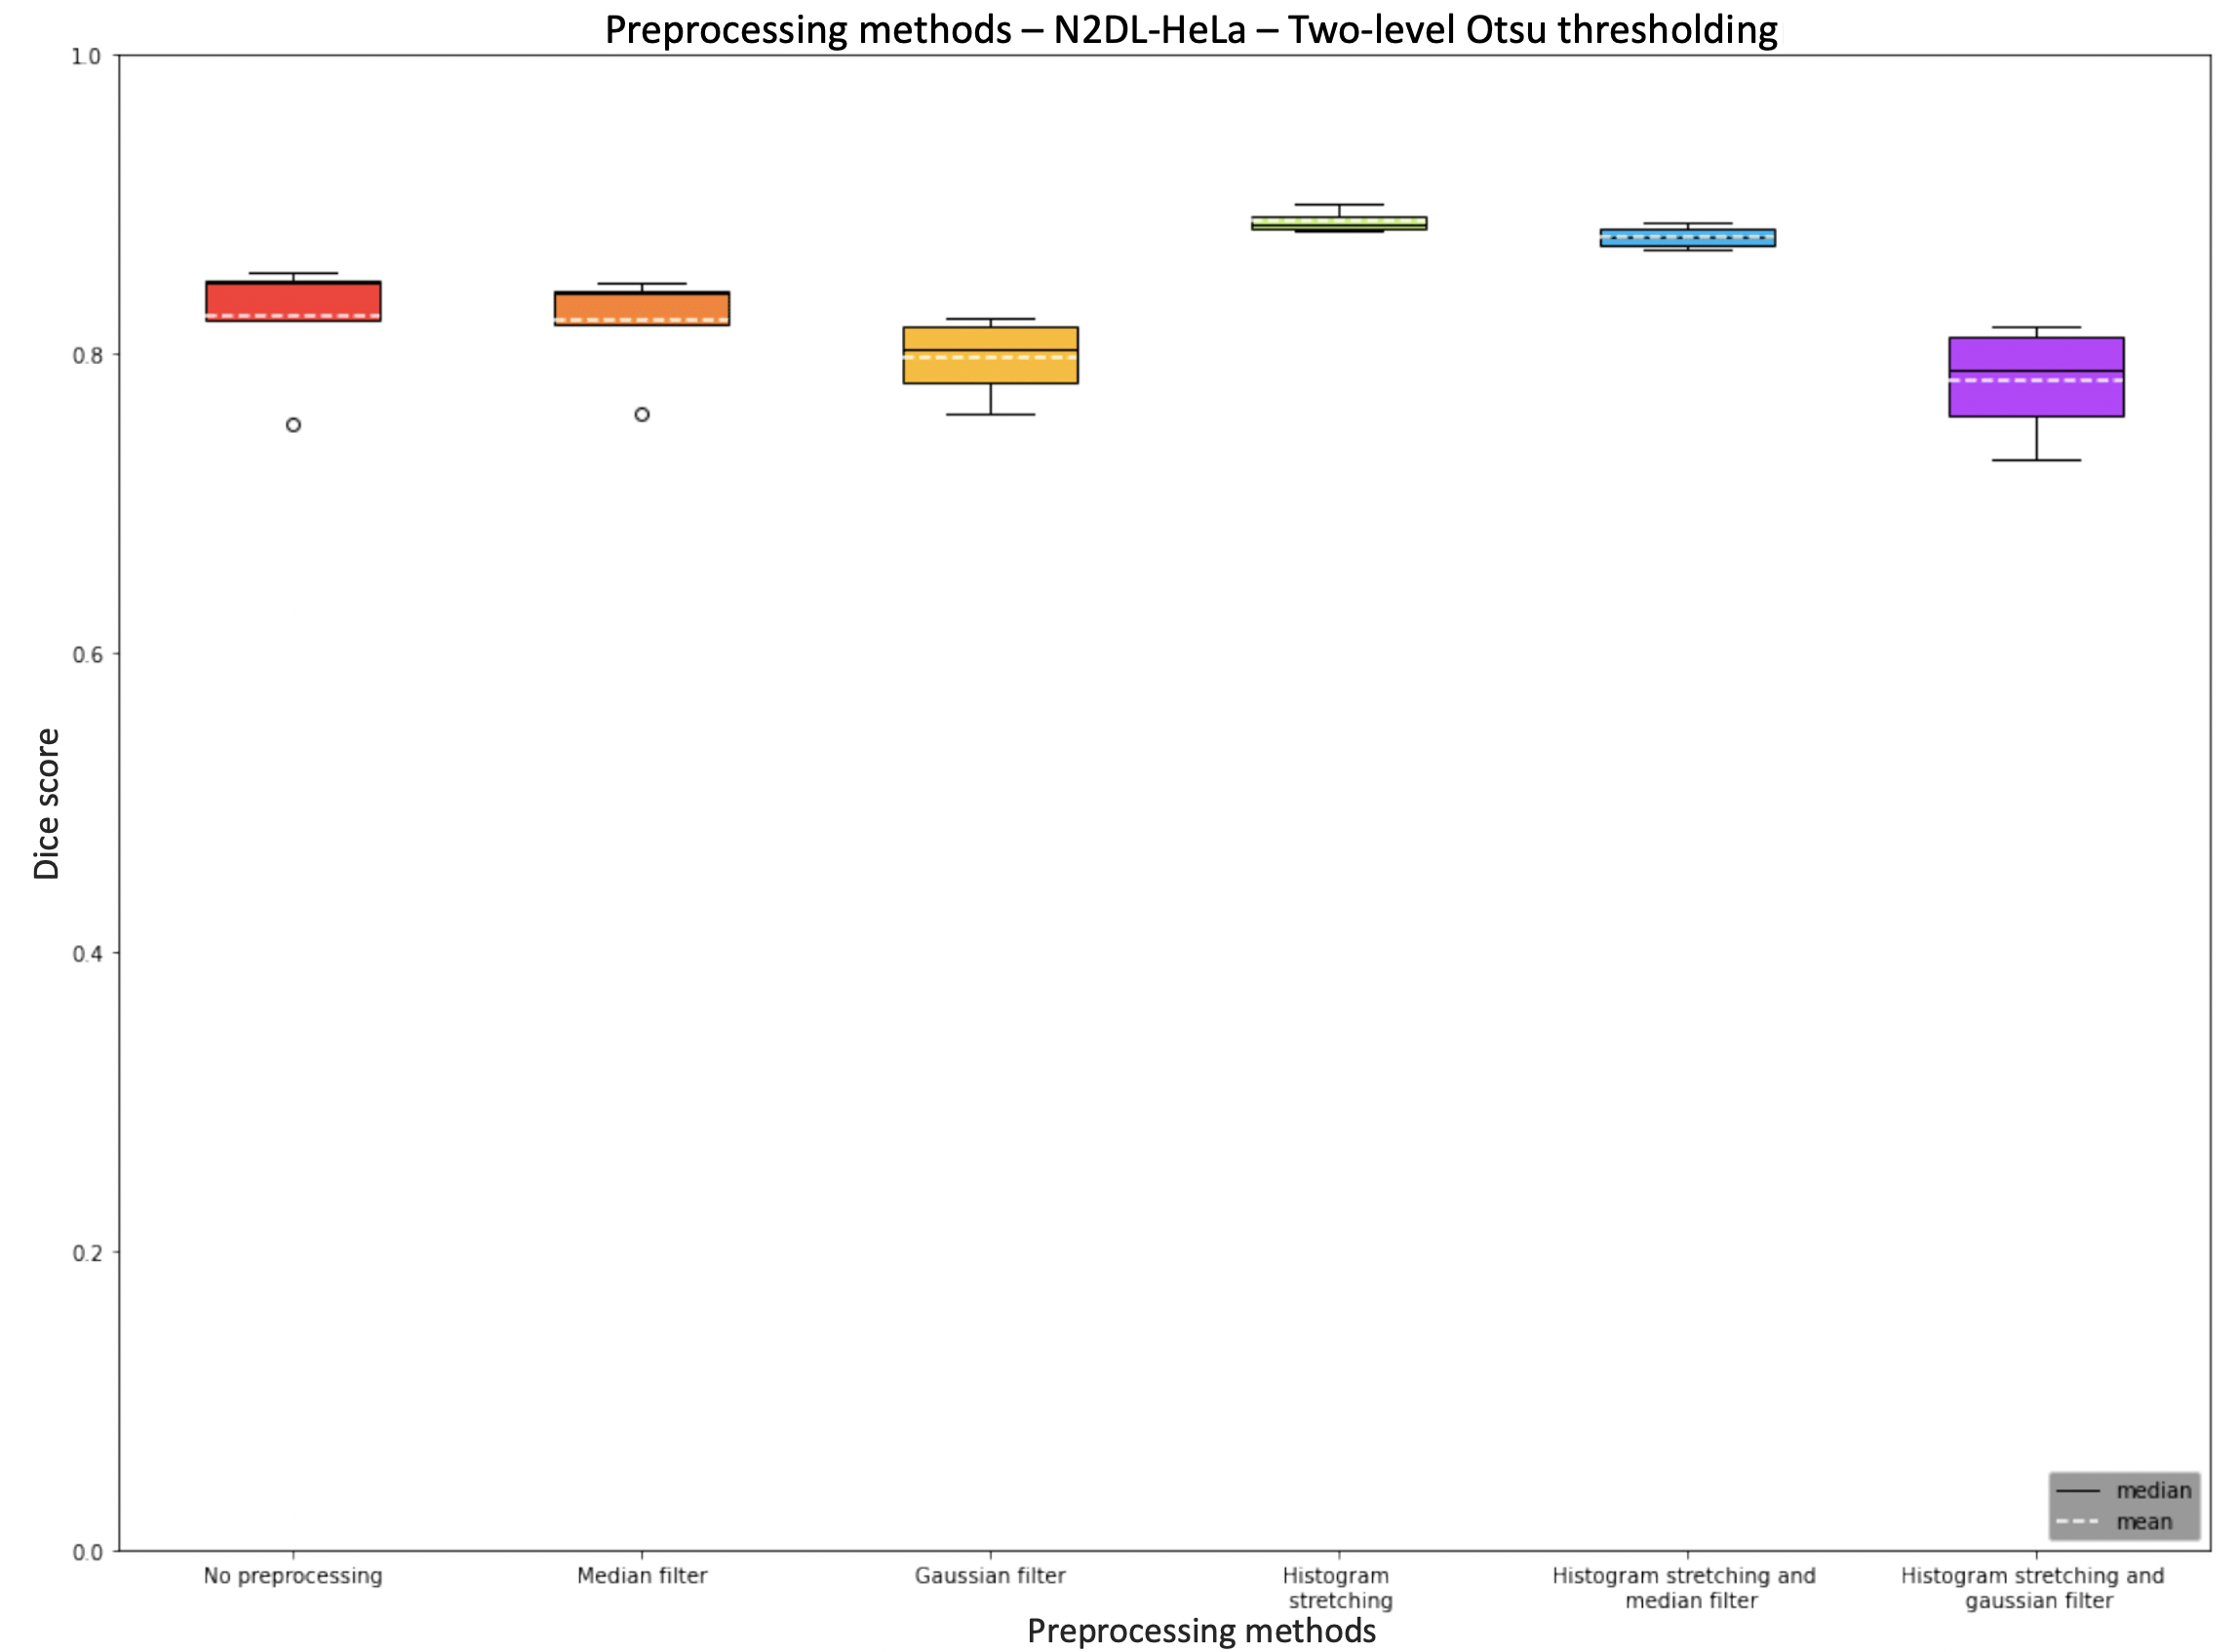 Preprocessing methods – N2DL-HeLa – Two-level Otsu thresholding
1.0
0.8
0.6
0.4
0.2
0.0
Dice score
median
mean
No preprocessing
Median filter
Gaussian filter
Histogram
stretching
Histogram stretching and
median filter
Histogram stretching and
gaussian filter
Preprocessing methods